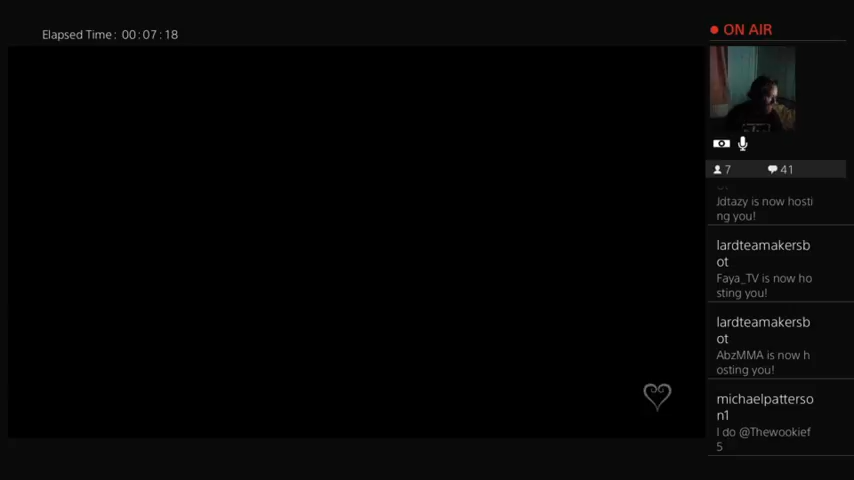 Elapsed Time: 00:07:18
ON AIR
7
41
Jdtazy is now hosti
ng you!
lardteamakersb
ot
Faya_TV is now ho
sting you!
lardteamakersb
ot
AbzMMA is now h
osting you!
michaelpatterso
n1
I do @Thewookief
5